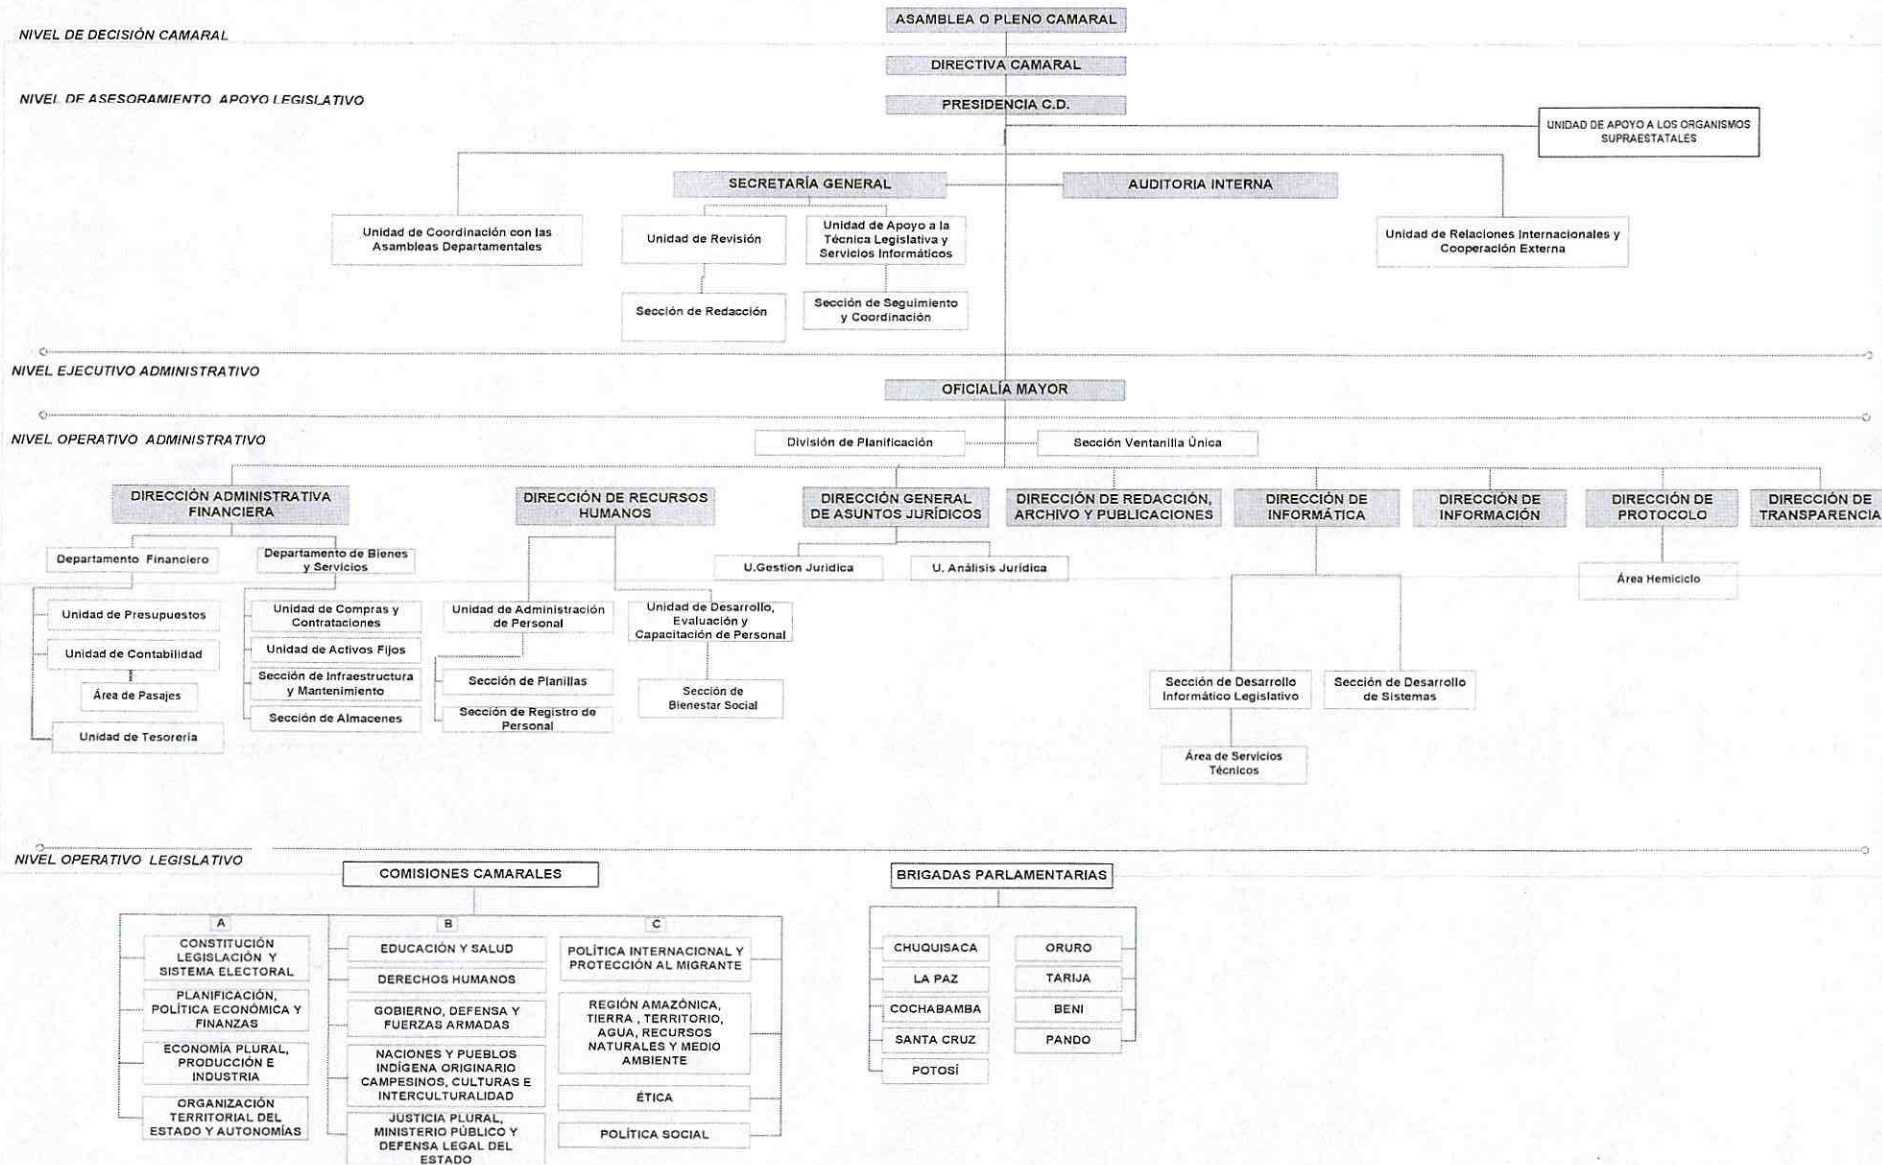 ASAMBLEA O PLENO CAMARAL
NIVEL DE DECISIÓN CAMARAL
DIRECTIVA CAMARAL
NIVEL DE ASESORAMIENTO APOYO LEGISLATIVO
PRESIDENCIA C.D.
UNIDAD DE APOYO A LOS ORGANISMOS
SUPRAESTATALES
SECRETARÍA GENERAL
AUDITORIA INTERNA
Unidad de Coordinación con las
Asambleas Departamentales
Unidad de Revisión
Unidad de Apoyo a la
Técnica Legislativa y
Servicios Informáticos
Unidad de Relaciones Internacionales y
Cooperación Externa
Sección de Redacción
Sección de Seguimiento
y Coordinación
NIVEL EJECUTIVO ADMINISTRATIVO
OFICIALÍA MAYOR
NIVEL OPERATIVO ADMINISTRATIVO
División de Planificación
Sección Ventanilla Única
DIRECCIÓN ADMINISTRATIVA
FINANCIERA
DIRECCIÓN DE RECURSOS
HUMANOS
DIRECCIÓN GENERAL
DE ASUNTOS JURÍDICOS
DIRECCIÓN DE REDACCIÓN,
ARCHIVO Y PUBLICACIONES
DIRECCIÓN DE
INFORMÁTICA
DIRECCIÓN DE
INFORMACIÓN
DIRECCIÓN DE
PROTOCOLO
DIRECCIÓN DE
TRANSPARENCIA
Departamento Financiero
Departamento de Bienes
y Servicios
U.Gestion Jurídica
U. Análisis Jurídica
Área Hemiciclo
Unidad de Presupuestos
Unidad de Contabilidad
Área de Pasajes
Unidad de Tesorería
Unidad de Compras y
Contrataciones
Unidad de Activos Fijos
Sección de Infraestructura
y Mantenimiento
Sección de Almacenes
Unidad de Administración
de Personal
Sección de Planillas
Sección de Registro de
Personal
Unidad de Desarrollo,
Evaluación y
Capacitación de Personal
Sección de
Bienestar Social
Sección de Desarrollo
Informático Legislativo
Sección de Desarrollo
de Sistemas
Área de Servicios
Técnicos
NIVEL OPERATIVO LEGISLATIVO
COMISIONES CAMARALES
A
CONSTITUCIÓN
LEGISLACIÓN Y
SISTEMA ELECTORAL
PLANIFICACIÓN,
POLÍTICA ECONÓMICA Y
FINANZAS
ECONOMÍA PLURAL,
PRODUCCIÓN E
INDUSTRIA
ORGANIZACIÓN
TERRITORIAL DEL
ESTADO Y AUTONOMÍAS
B
EDUCACIÓN Y SALUD
DERECHOS HUMANOS
GOBIERNO, DEFENSA Y
FUERZAS ARMADAS
NACIONES Y PUEBLOS
INDÍGENA ORIGINARIO
CAMPESINOS, CULTURAS E
INTERCULTURALIDAD
JUSTICIA PLURAL,
MINISTERIO PÚBLICO Y
DEFENSA LEGAL DEL
ESTADO
C
POLÍTICA INTERNACIONAL Y
PROTECCIÓN AL MIGRANTE
REGIÓN AMAZÓNICA,
TIERRA , TERRITORIO,
AGUA, RECURSOS
NATURALES Y MEDIO
AMBIENTE
ÉTICA
POLÍTICA SOCIAL
BRIGADAS PARLAMENTARIAS
CHUQUISACA
LA PAZ
COCHABAMBA
SANTA CRUZ
POTOSÍ
ORURO
TARIJA
BENI
PANDO